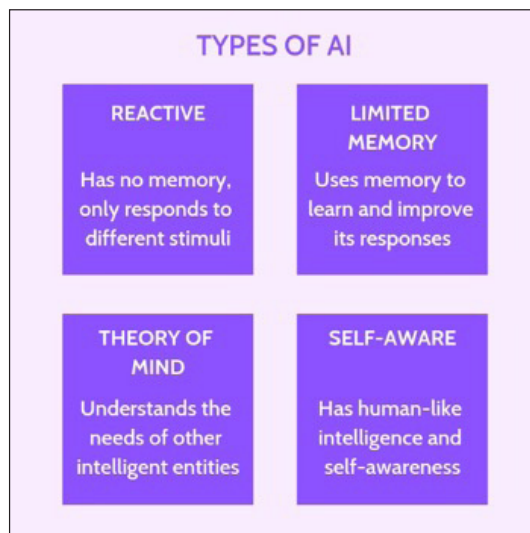 TYPES OF AI
REACTIVE
Has no memory,
only responds to
different stimuli
LIMITED
MEMORY
Uses memory to
learn and improve
its responses
THEORY OF
MIND
Understands the
needs of other
intelligent entities
SELF-AWARE
Has human-like
intelligence and
self-awareness